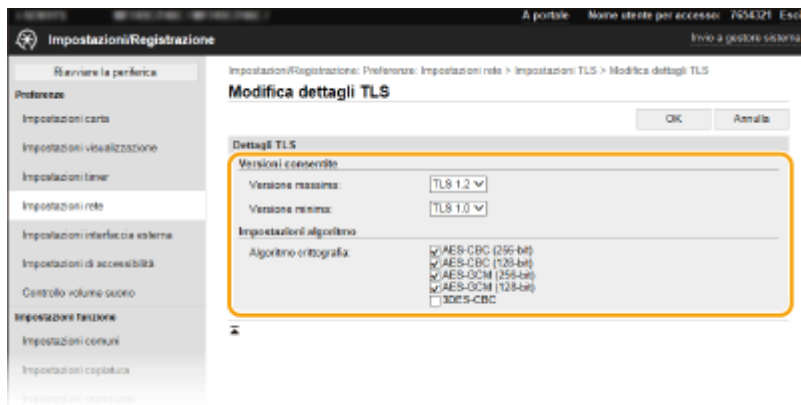 A portale Nome utente per accesso: 7654321 Esci
Impostazioni/Registrazione
Invio a gestore sistema
Riavviare la periferica
Preferenze
Impostazioni carta
Impostazioni visualizzazione
Impostazioni timer
Impostazioni rete
Impostazioni interfaccia esterna
Impostazioni di accessibilità
Controllo volume suono
Impostazioni funzione
Impostazioni comuni
Impostazioni copiatura
Impostazioni/Registrazione: Preferenze: Impostazioni rete > Impostazioni TLS > Modifica dettagli TLS
Modifica dettagli TLS
OK Annulla
Dettagli TLS
Versioni consentite
Versione massima: TLS 1.2
Versione minima: TLS 1.0
Impostazioni algoritmo
Algoritmo crittografia: AES-CBC (256-bit)
AES-CBC (128-bit)
AES-GCM (256-bit)
AES-GCM (128-bit)
3DES-CBC